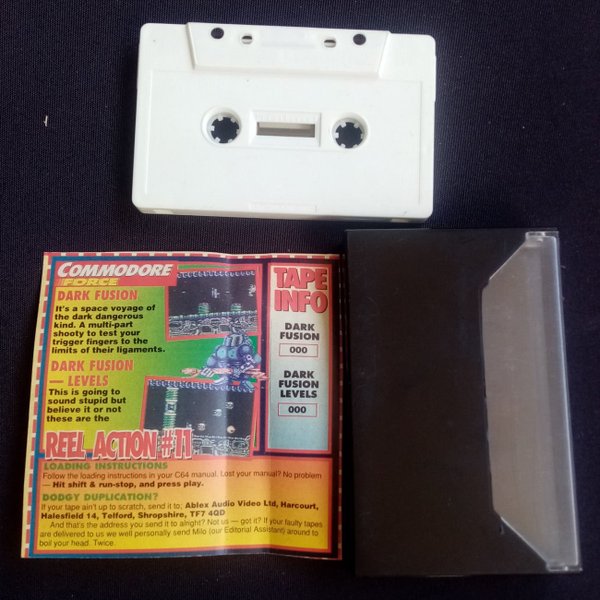 COMMODORE
FORCE
DARK FUSION
It's a space voyage of
the dark dangerous
kind. A multi-part
shooty to test your
trigger fingers to the
limits of their ligaments.
DARK FUSION
— LEVELS
This is going to
sound stupid but
believe it or not
these are the
REEL ACTION #11
TAPE
INFO
DARK
FUSION
000
DARK
FUSION
LEVELS
000
LOADING INSTRUCTIONS
Follow the loading instructions in your C64 manual. Lost your manual? No problem
— Hit shift & run-stop, and press play.
DODGY DUPLICATION?
If your tape ain't up to scratch, send it to, Ablex Audio Video Ltd, Harcourt,
Halesfield 14, Telford, Shropshire, TF7 4QD
And that's the address you send it to alright? Not us — got it? If your faulty tapes
are delivered to us we well personally send Milo (our Editorial Assistant) around to
boil your head. Twice.